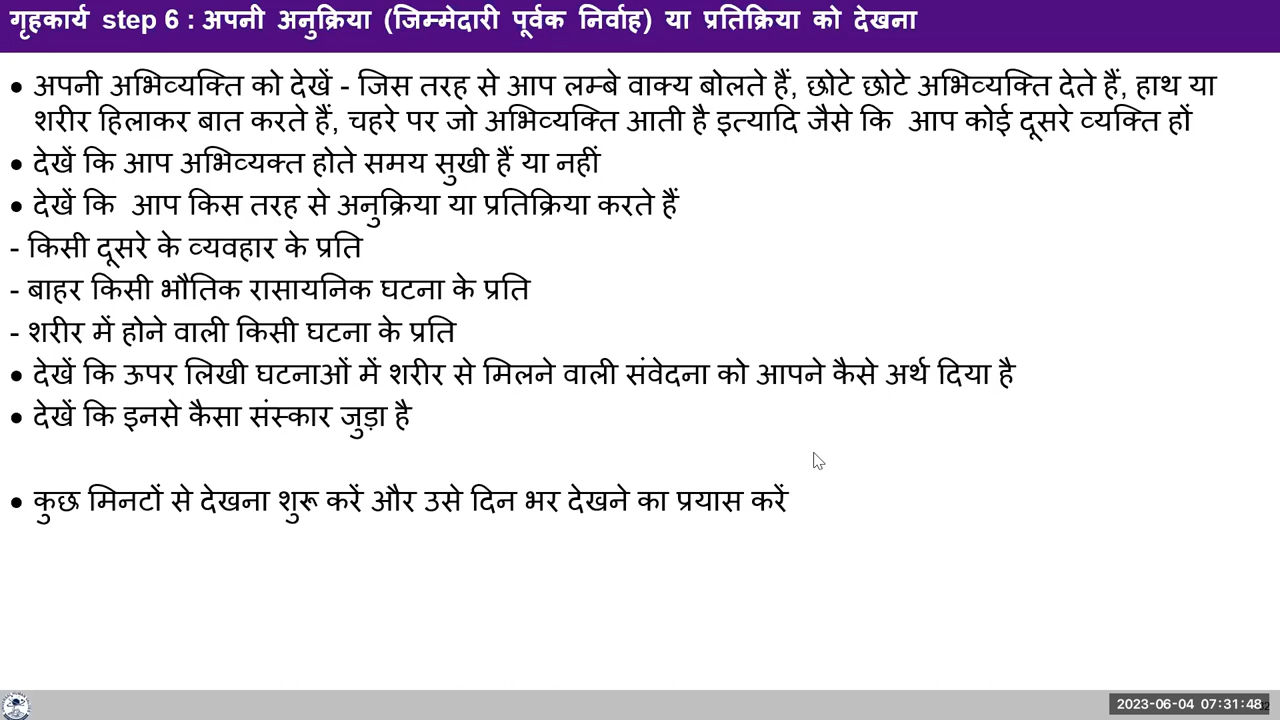 गृहकार्य step 6 : अपनी अनुक्रिया (जिम्मेदारी पूर्वक निर्वाह) या प्रतिक्रिया को देखना
• अपनी अभिव्यक्ति को देखें - जिस तरह से आप लम्बे वाक्य बोलते हैं, छोटे छोटे अभिव्यक्ति देते हैं, हाथ या
शरीर हिलाकर बात करते हैं, चहरे पर जो अभिव्यक्ति आती है इत्यादि जैसे कि आप कोई दूसरे व्यक्ति हों
• देखें कि आप अभिव्यक्त होते समय सुखी हैं या नहीं
• देखें कि आप किस तरह से अनुक्रिया या प्रतिक्रिया करते हैं
- किसी दूसरे के व्यवहार के प्रति
- बाहर किसी भौतिक रासायनिक घटना के प्रति
- शरीर में होने वाली किसी घटना के प्रति
• देखें कि ऊपर लिखी घटनाओं में शरीर से मिलने वाली संवेदना को आपने कैसे अर्थ दिया है
• देखें कि इनसे कैसा संस्कार जुड़ा है
• कुछ मिनटों से देखना शुरू करें और उसे दिन भर देखने का प्रयास करें
2023-06-04 07:31:48